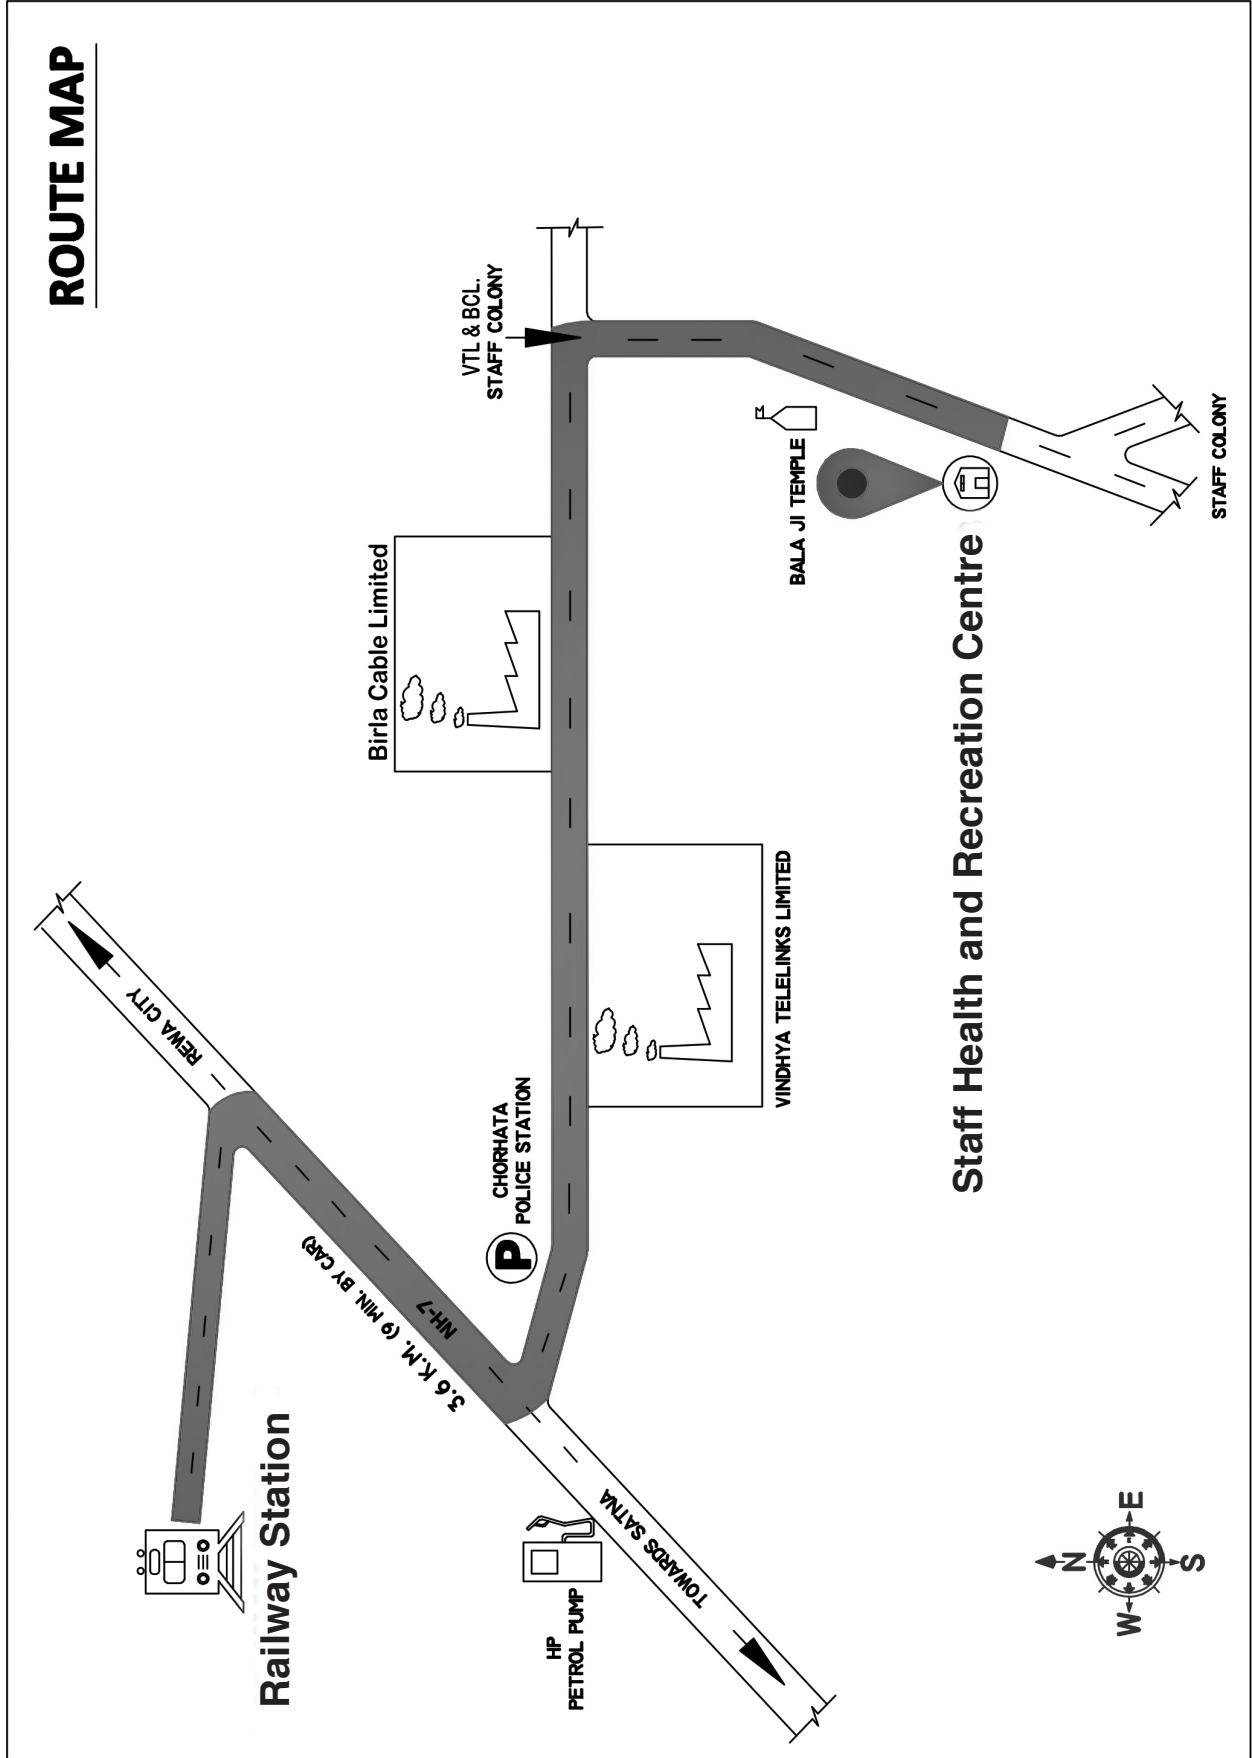 ROUTE MAP
VTL & BCL.
STAFF COLONY
Birla Cable Limited
BALA JI TEMPLE
STAFF COLONY
Staff Health and Recreation Centre
VINDHYA TELELINKS LIMITED
REWA CITY
CHORHATA
POLICE STATION
P
NH-7
3.6 K.M. (9 MIN. BY CAR)
Railway Station
HP
PETROL PUMP
TOWARDS SATNA
N
E
S
W